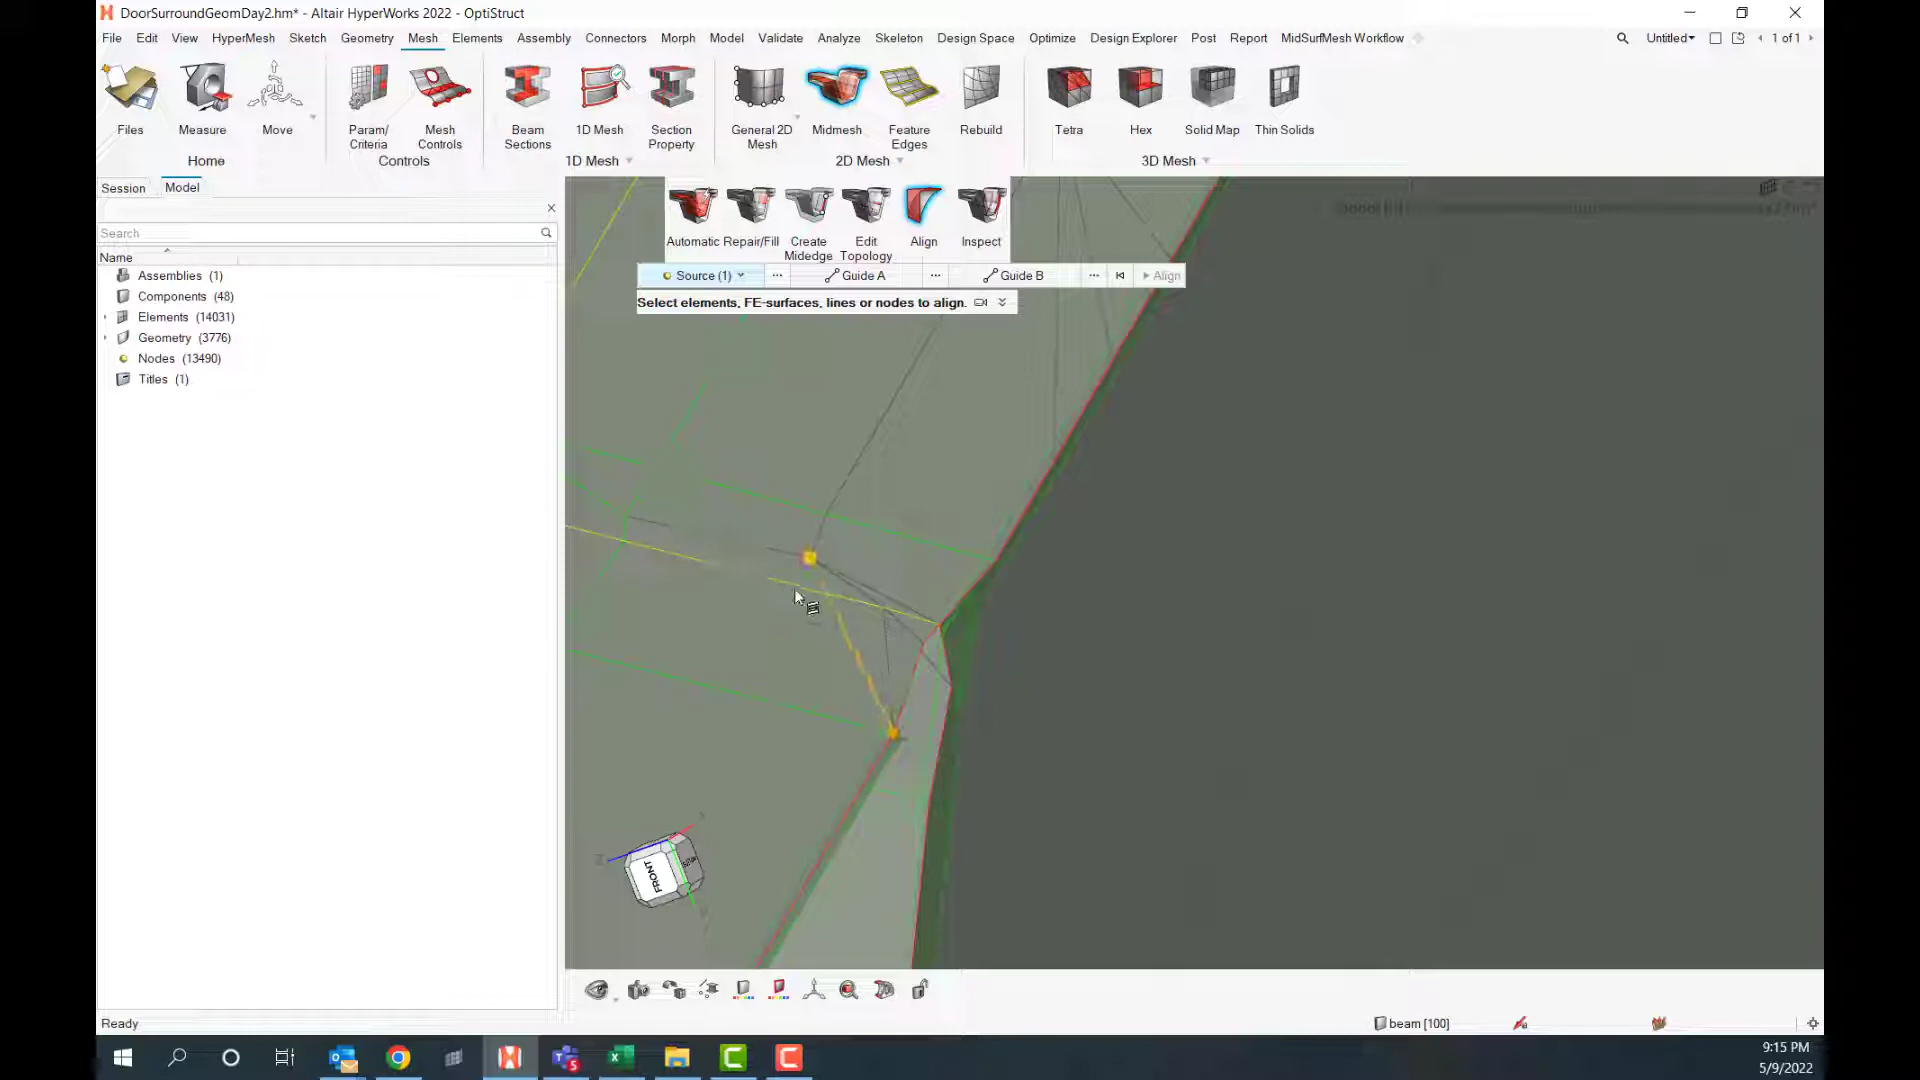 DoorSurroundGeomDay2.hm* - Altair HyperWorks 2022 - OptiStruct
File Edit View HyperMesh Sketch Geometry Mesh Elements Assembly Connectors Morph Model Validate Analyze Skeleton Design Space Optimize Design Explorer Post Report MidSurfMesh Workflow Untitled 1 of 1
Files Measure Move Param/ Criteria Mesh Controls Beam Sections 1D Mesh Section Property General 2D Mesh Midmesh Feature Edges Rebuild Tetra Hex Solid Map Thin Solids
Home Controls 1D Mesh 2D Mesh 3D Mesh
Session Model
Search
Name
Assemblies (1)
Components (48)
Elements (14031)
Geometry (3776)
Nodes (13490)
Titles (1)
Automatic Repair/Fill Create Midedge Edit Topology Align Inspect
Source (1) ... Guide A ... Guide B ... Align
Select elements, FE-surfaces, lines or nodes to align.
FRONT
Ready
beam [100]
9:15 PM
5/9/2022